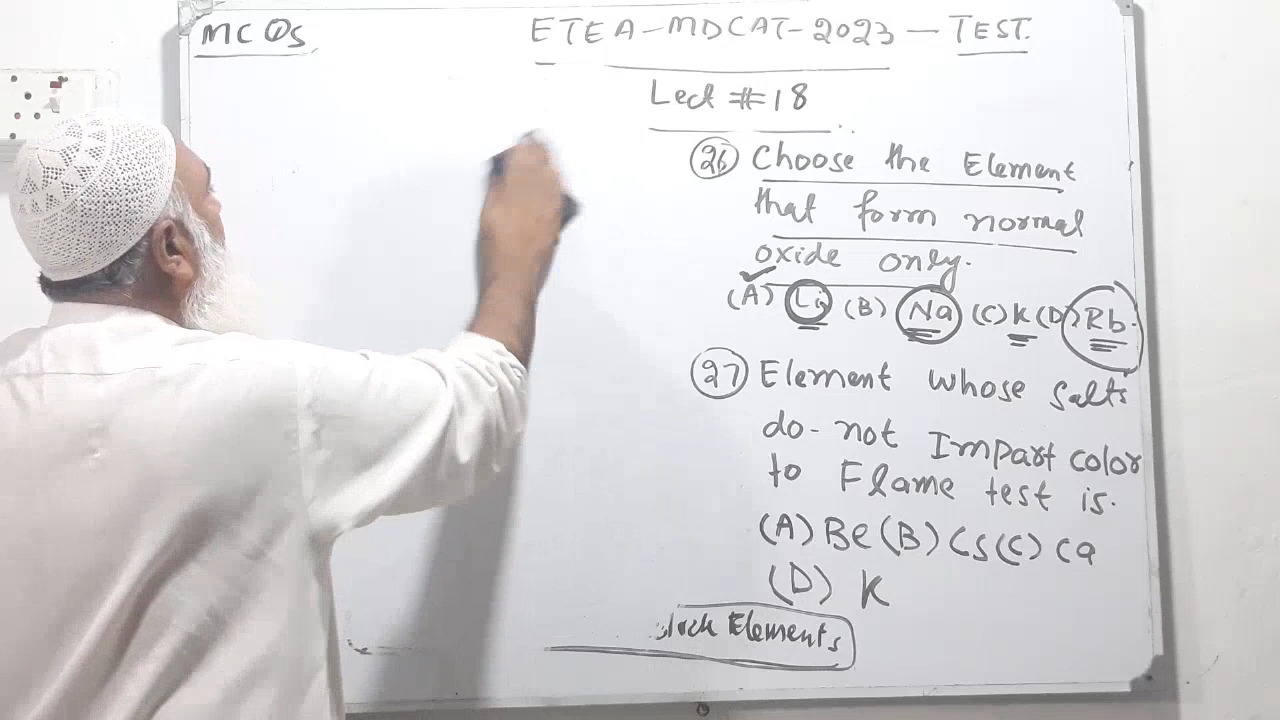 MCQs
ETEA-MDCAT-2023-TEST.
Lect #18
(26) Choose the Element
that form normal
oxide only.
(A) Li (B) Na (C) K (D) Rb.
(27) Element whose salts
do-not Impart color
to Flame test is.
(A) Be (B) Cs (C) Ca
(D) K
Elements